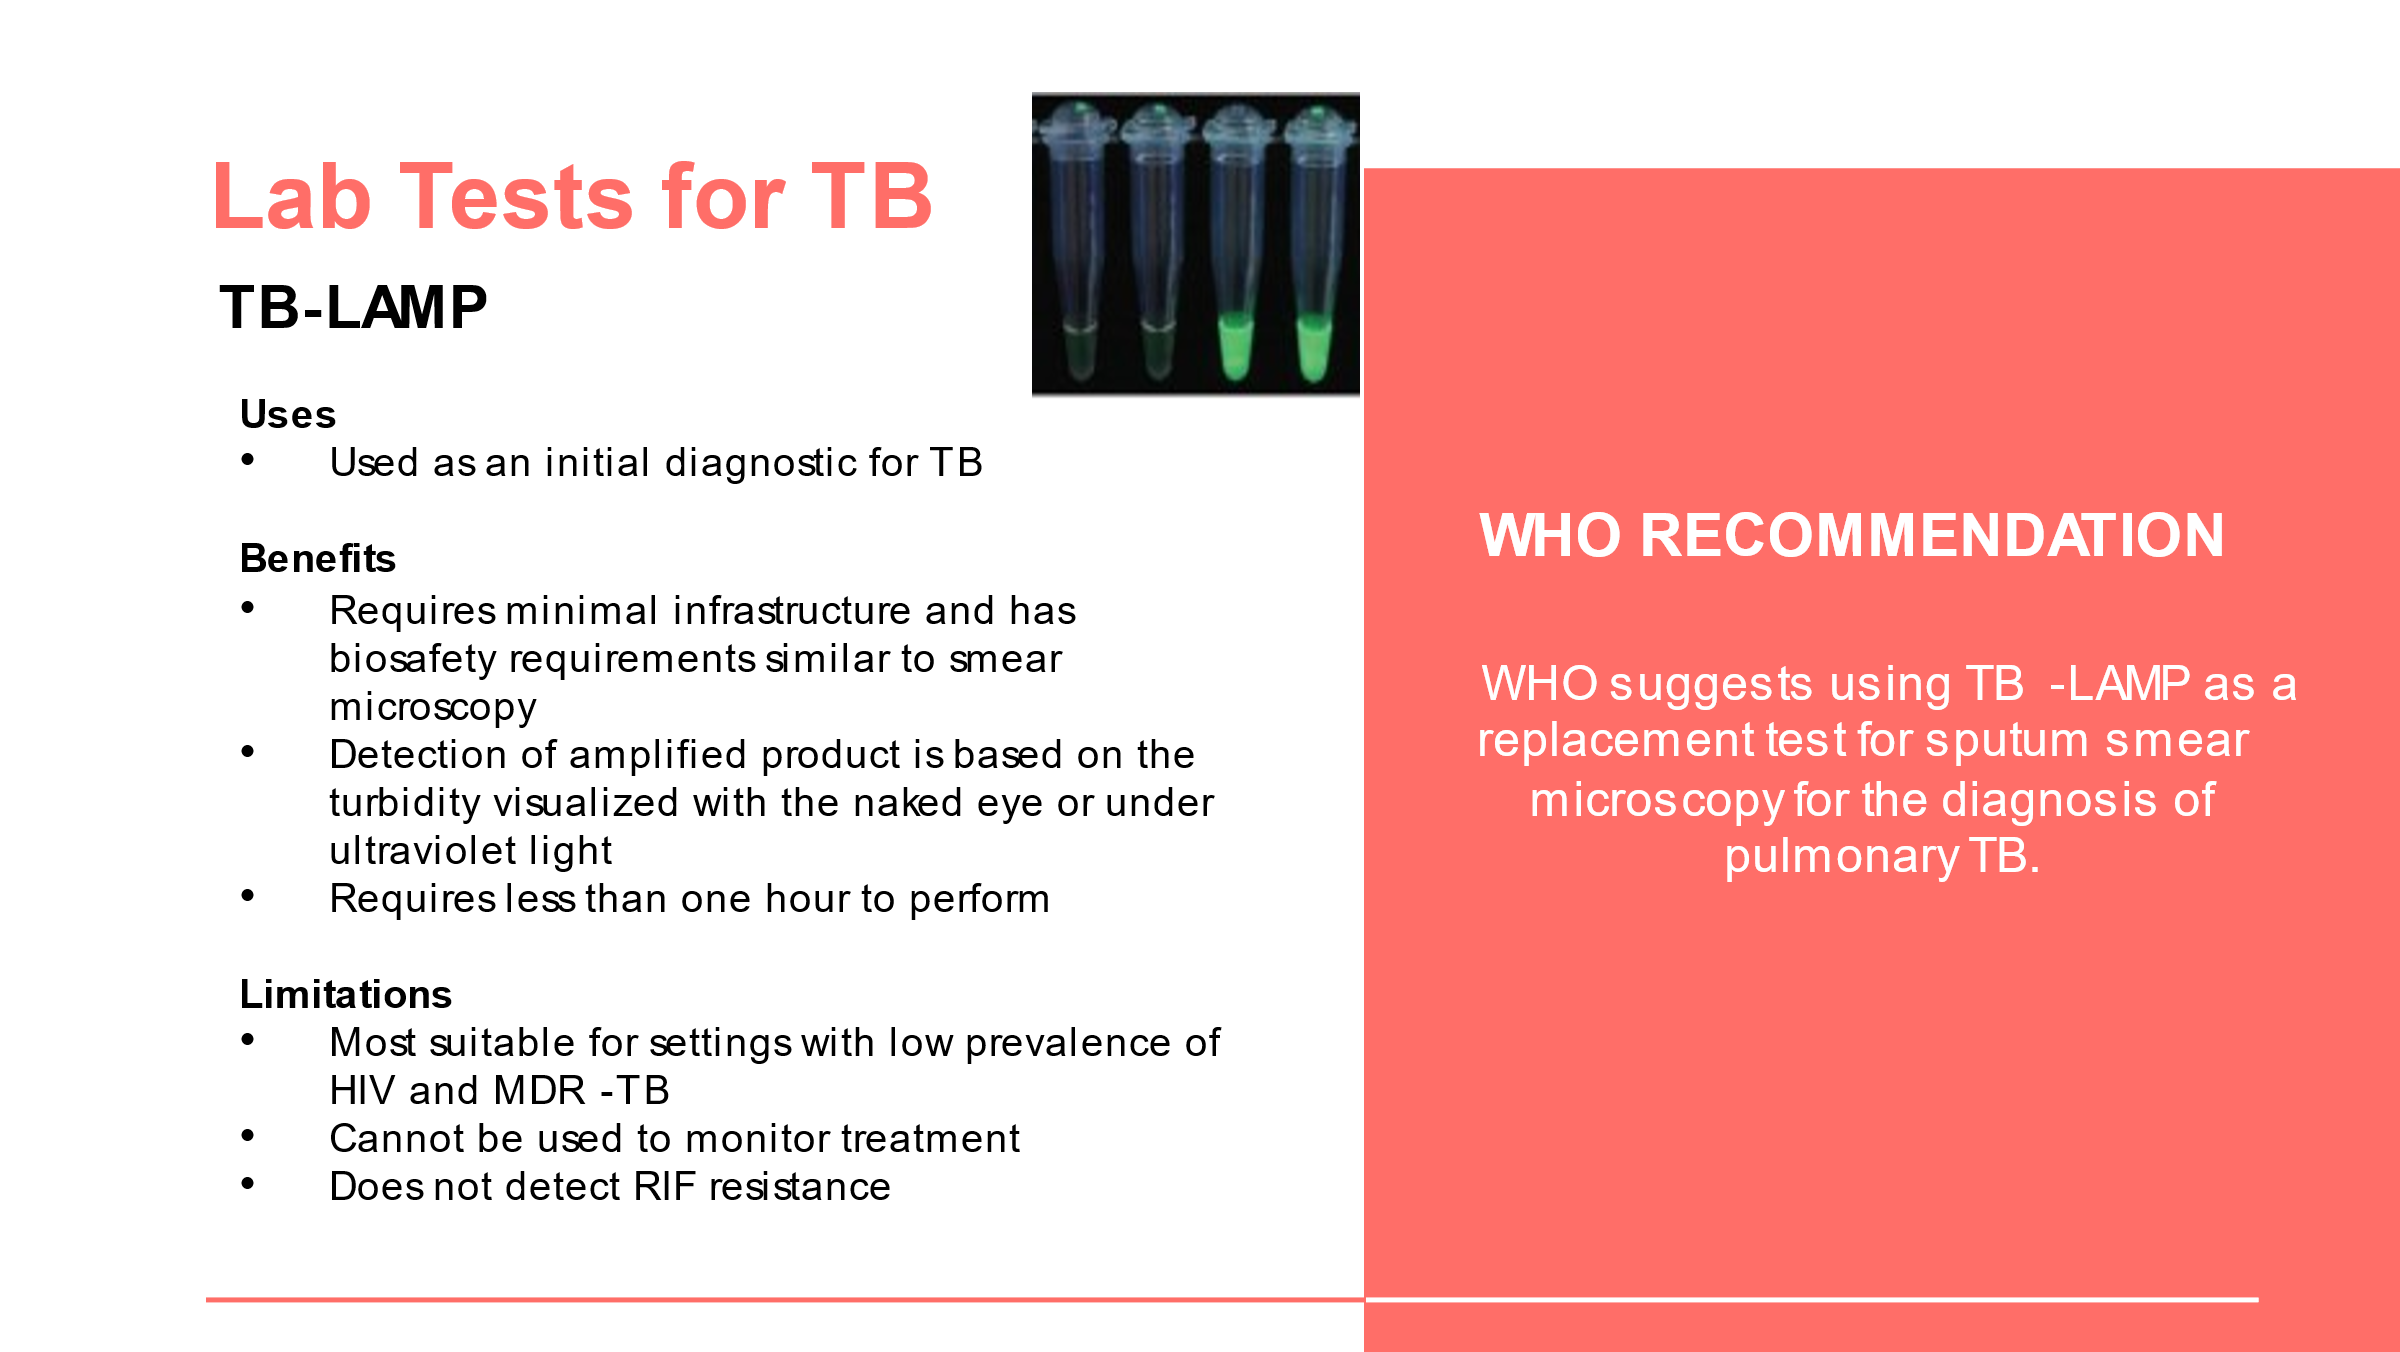 Lab Tests for TB
TB-LAMP
Uses
• Used as an initial diagnostic for TB
Benefits
• Requires minimal infrastructure and has
biosafety requirements similar to smear
microscopy
• Detection of amplified product is based on the
turbidity visualized with the naked eye or under
ultraviolet light
• Requires less than one hour to perform
Limitations
• Most suitable for settings with low prevalence of
HIV and MDR -TB
• Cannot be used to monitor treatment
• Does not detect RIF resistance
WHO RECOMMENDATION
WHO suggests using TB -LAMP as a
replacement test for sputum smear
microscopy for the diagnosis of
pulmonary TB.